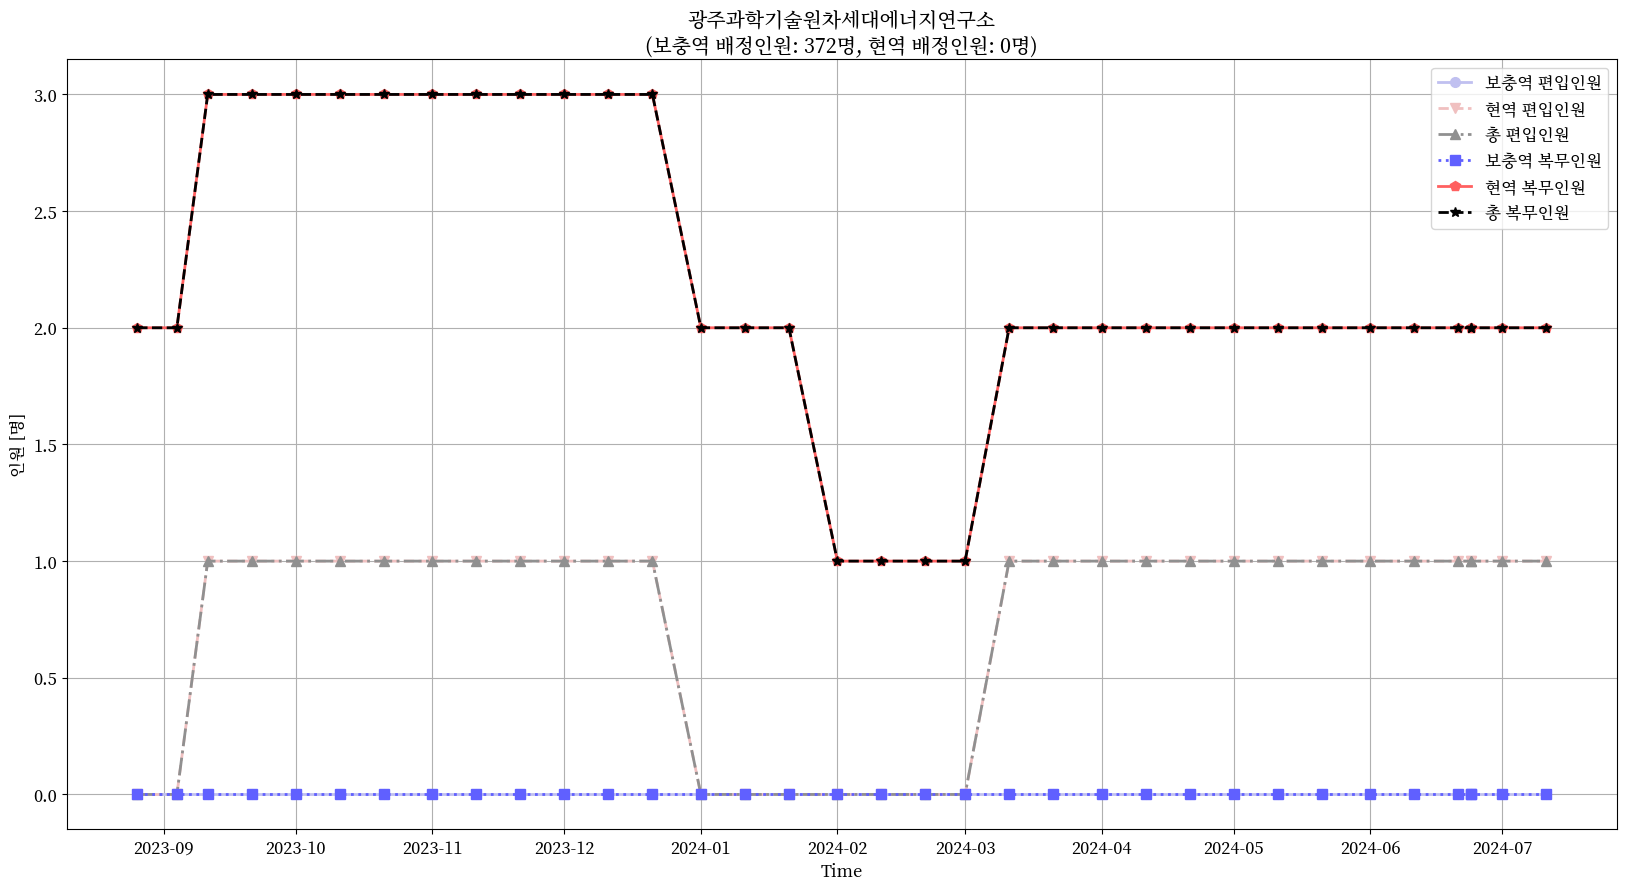 광주과학기술원차세대에너지연구소
(보충역 배정인원: 372명, 현역 배정인원: 0명)
보충역 편입인원
현역 편입인원
총 편입인원
보충역 복무인원
현역 복무인원
총 복무인원
인원 [명]
3.0
2.5
2.0
1.5
1.0
0.5
0.0
2023-09 2023-10 2023-11 2023-12 2024-01 2024-02 2024-03 2024-04 2024-05 2024-06 2024-07
Time